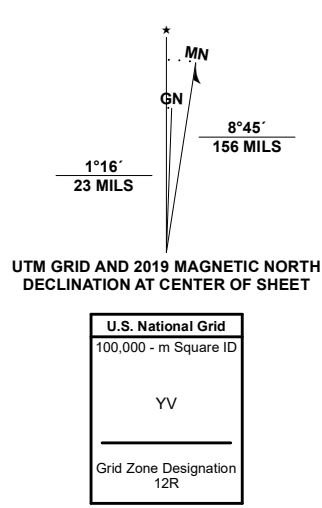 ★
MN
GN
8°45´
156 MILS
1°16´
23 MILS
UTM GRID AND 2019 MAGNETIC NORTH
DECLINATION AT CENTER OF SHEET
U.S. National Grid
100,000 - m Square ID
YV
Grid Zone Designation
12R